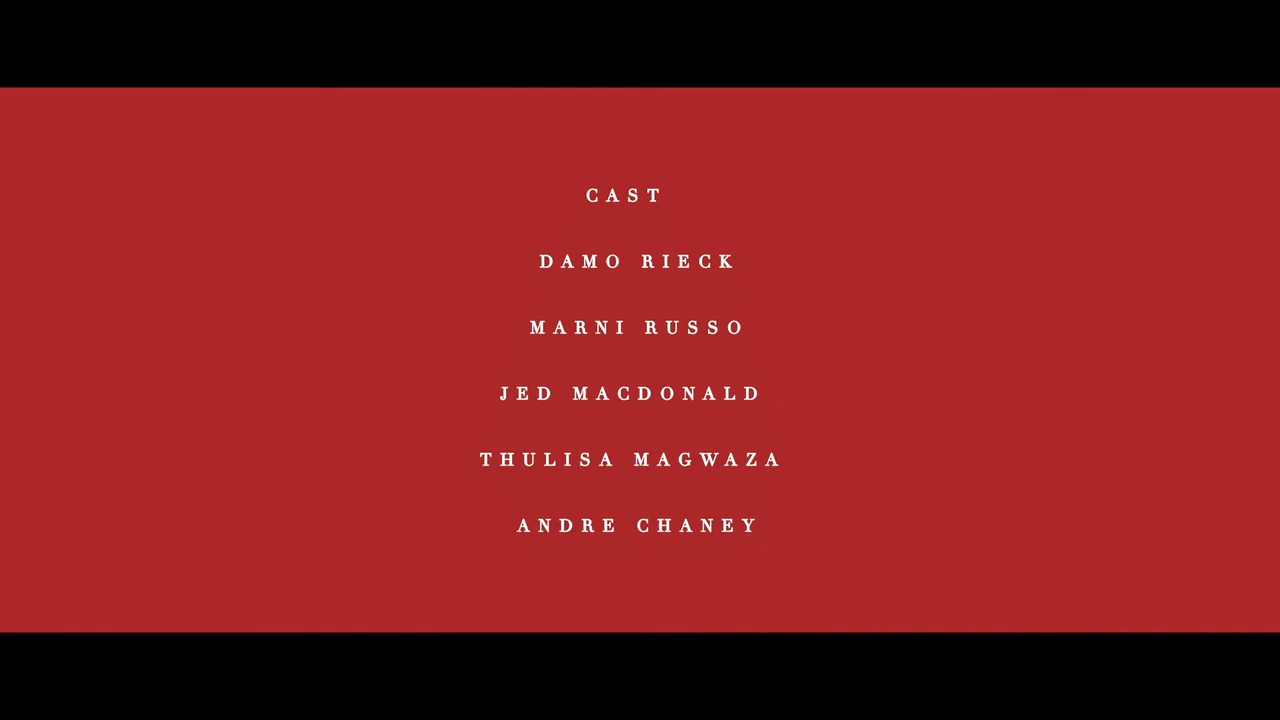 CAST
DAMO RIECK
MARNI RUSSO
JED MACDONALD
THULISA MAGWAZA
ANDRE CHANEY